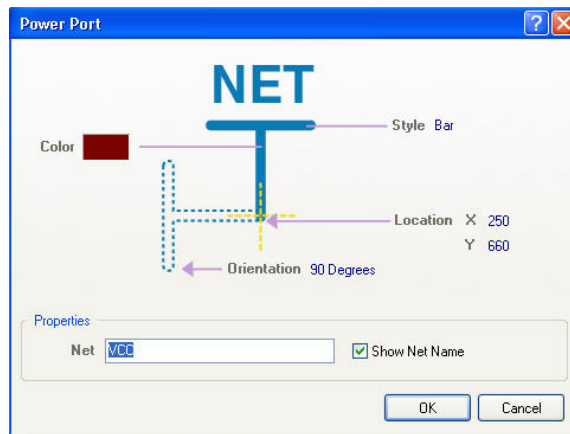 Power Port
NET
Style Bar
Color
Location X 250
Y 660
Orientation 90 Degrees
Properties
Net VCC
Show Net Name
OK Cancel